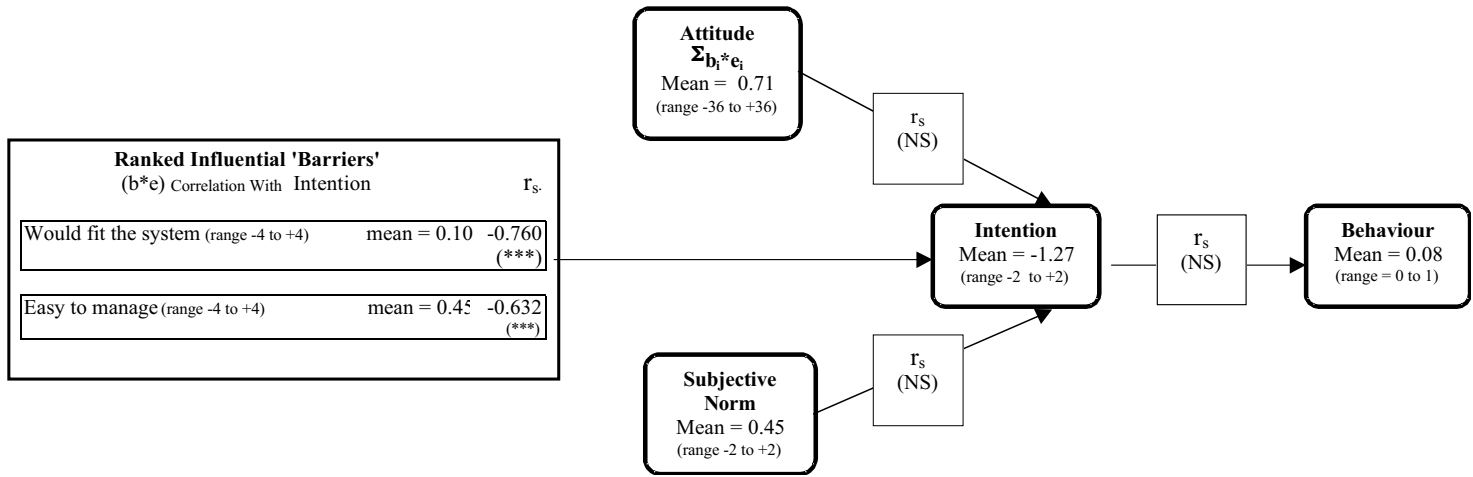 Attitude
Σbi*ei
Mean = 0.71
(range -36 to +36)
rs
(NS)
Ranked Influential 'Barriers'
(b*e) Correlation With Intention rs.
Would fit the system (range -4 to +4) mean = 0.10 -0.760
(***)
Easy to manage (range -4 to +4) mean = 0.45 -0.632
(***)
Intention
Mean = -1.27
(range -2 to +2)
rs
(NS)
Behaviour
Mean = 0.08
(range = 0 to 1)
rs
(NS)
Subjective
Norm
Mean = 0.45
(range -2 to +2)